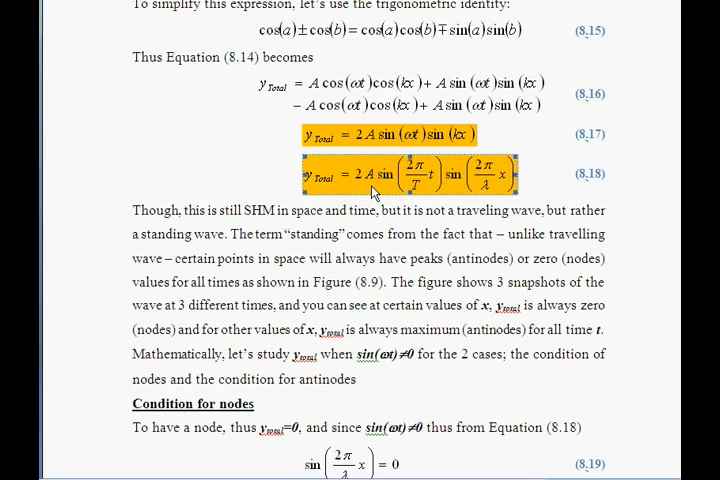 To simplify this expression, let's use the trigonometric identity:
cos(a)±cos(b)=cos(a)cos(b)∓sin(a)sin(b) (8.15)
Thus Equation (8.14) becomes
y Total = A cos(ωt)cos(kx)+ A sin(ωt)sin(kx)
− A cos(ωt)cos(kx)+ A sin(ωt)sin(kx) (8.16)
y Total = 2 A sin(ωt)sin(kx) (8.17)
y Total = 2 A sin(2π/T t) sin(2π/λ x) (8.18)
Though, this is still SHM in space and time, but it is not a traveling wave, but rather
a standing wave. The term "standing" comes from the fact that – unlike travelling
wave – certain points in space will always have peaks (antinodes) or zero (nodes)
values for all times as shown in Figure (8.9). The figure shows 3 snapshots of the
wave at 3 different times, and you can see at certain values of x, ytotal is always zero
(nodes) and for other values of x, ytotal is always maximum (antinodes) for all time t.
Mathematically, let's study ytotal when sin(ωt)≠0 for the 2 cases; the condition of
nodes and the condition for antinodes
Condition for nodes
To have a node, thus ytotal=0, and since sin(ωt)≠0 thus from Equation (8.18)
sin(2π/λ x) = 0 (8.19)